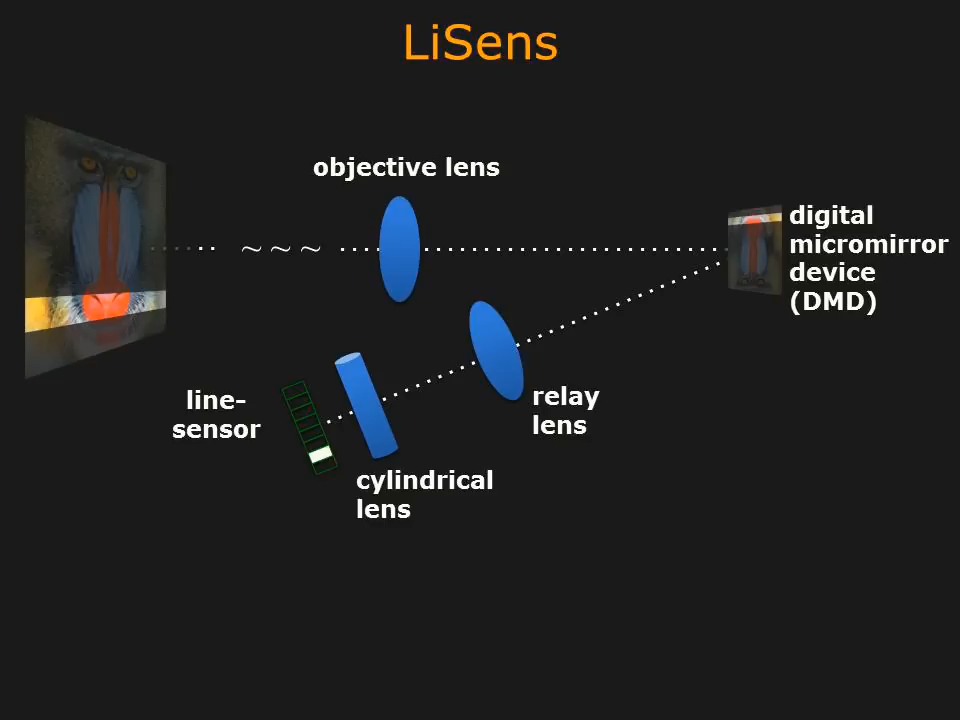 LiSens
objective lens
~ ~ ~
digital
micromirror
device
(DMD)
relay
lens
line-
sensor
cylindrical
lens